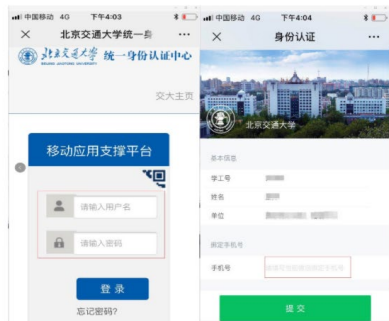 中国移动 4G 下午4:03
× 北京交通大学统一身 ···
北京交通大学 统一身份认证中心
BEIJING JIAOTONG UNIVERSITY
交大主页
移动应用支撑平台
请输入用户名
请输入密码
登 录
忘记密码?
中国移动 4G 下午4:04
× 身份认证 ···
北京交通大学
基本信息
学工号
姓名
单位
绑定手机号
手机号
提 交